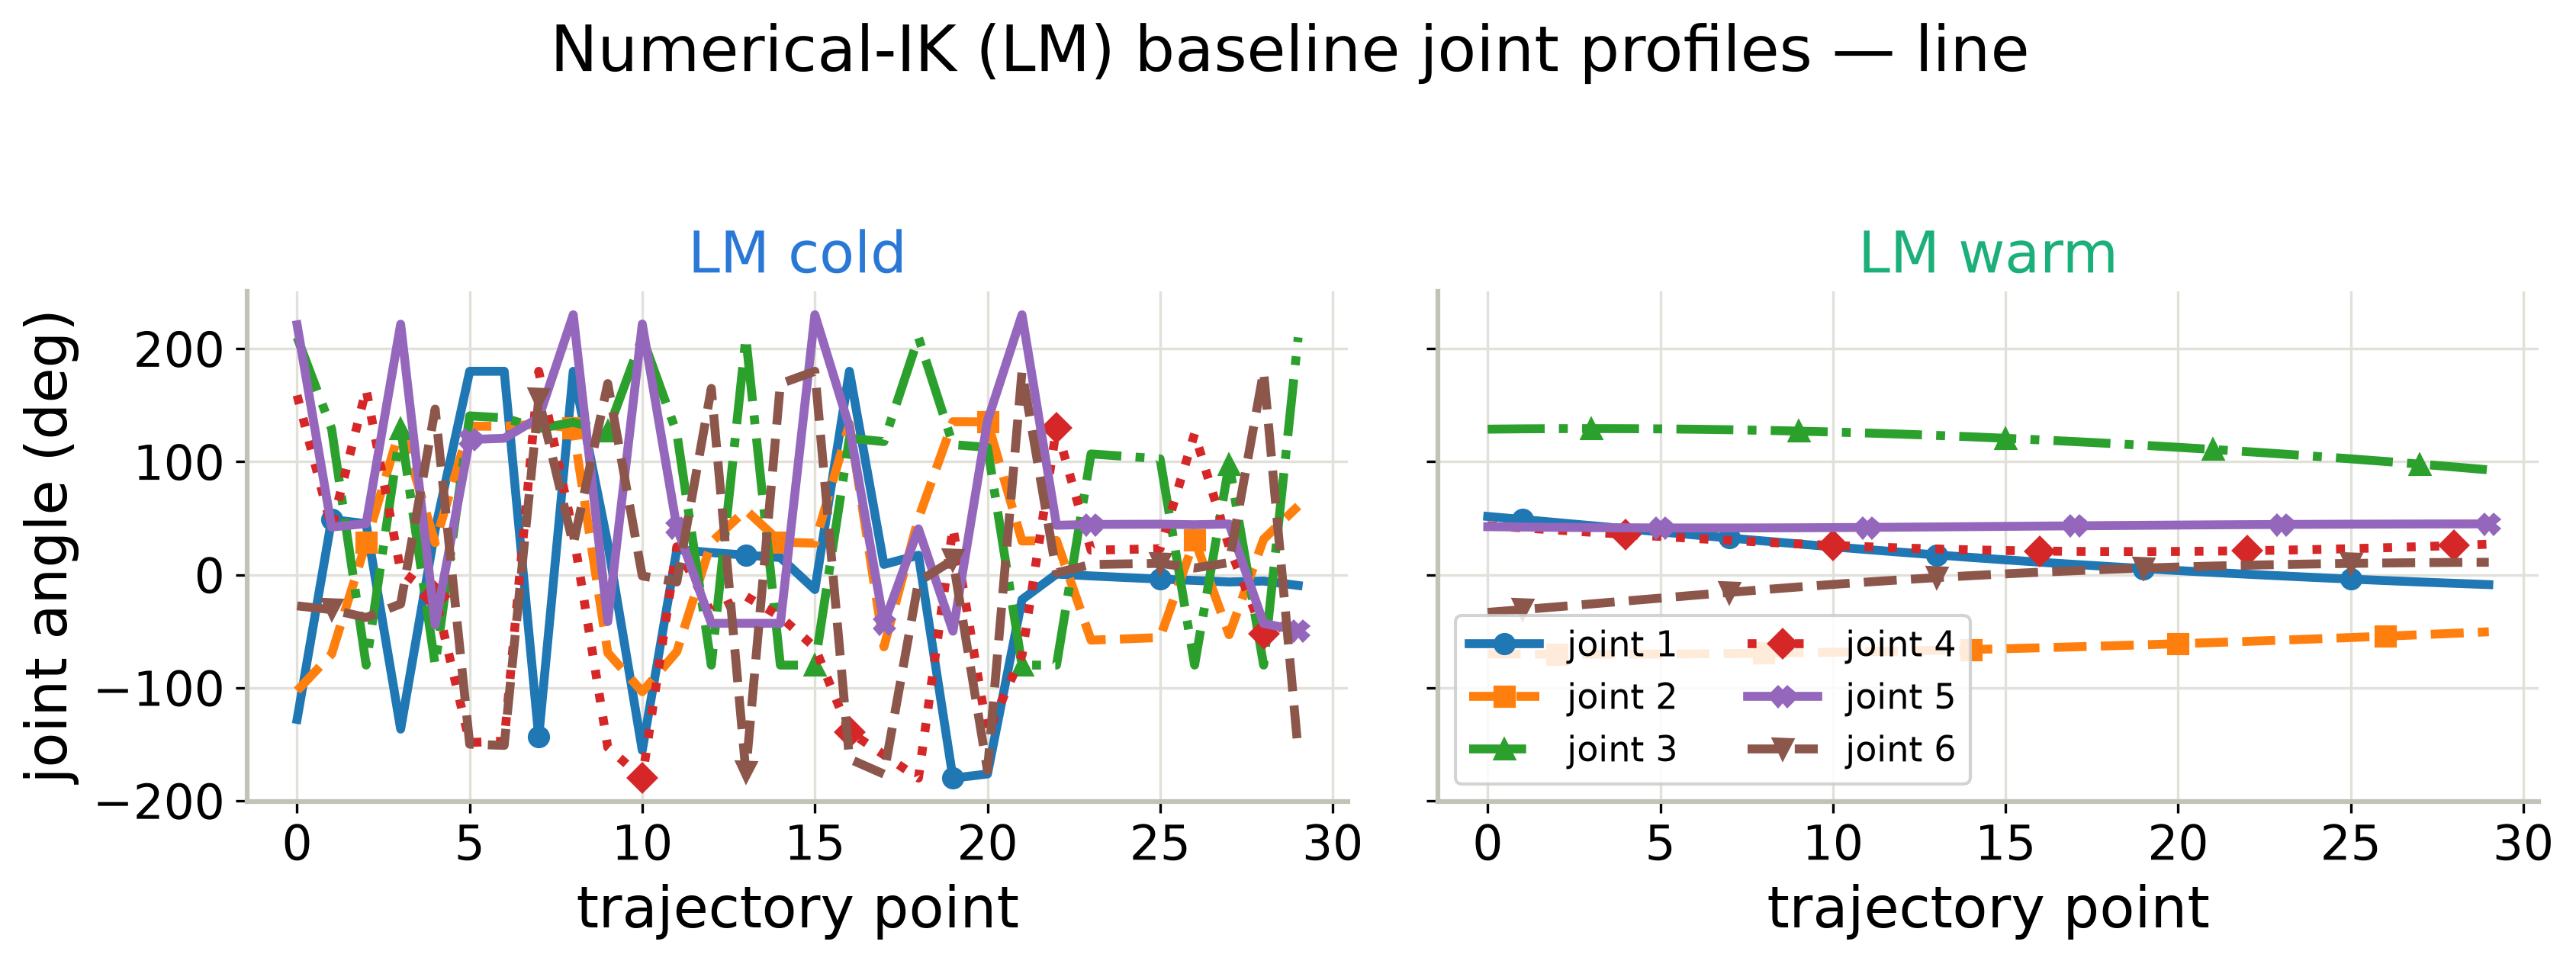 Numerical-IK (LM) baseline joint profiles — line
LM cold
LM warm
joint angle (deg)
200
100
0
−100
−200
0 5 10 15 20 25 30
0 5 10 15 20 25 30
trajectory point
trajectory point
joint 1
joint 2
joint 3
joint 4
joint 5
joint 6